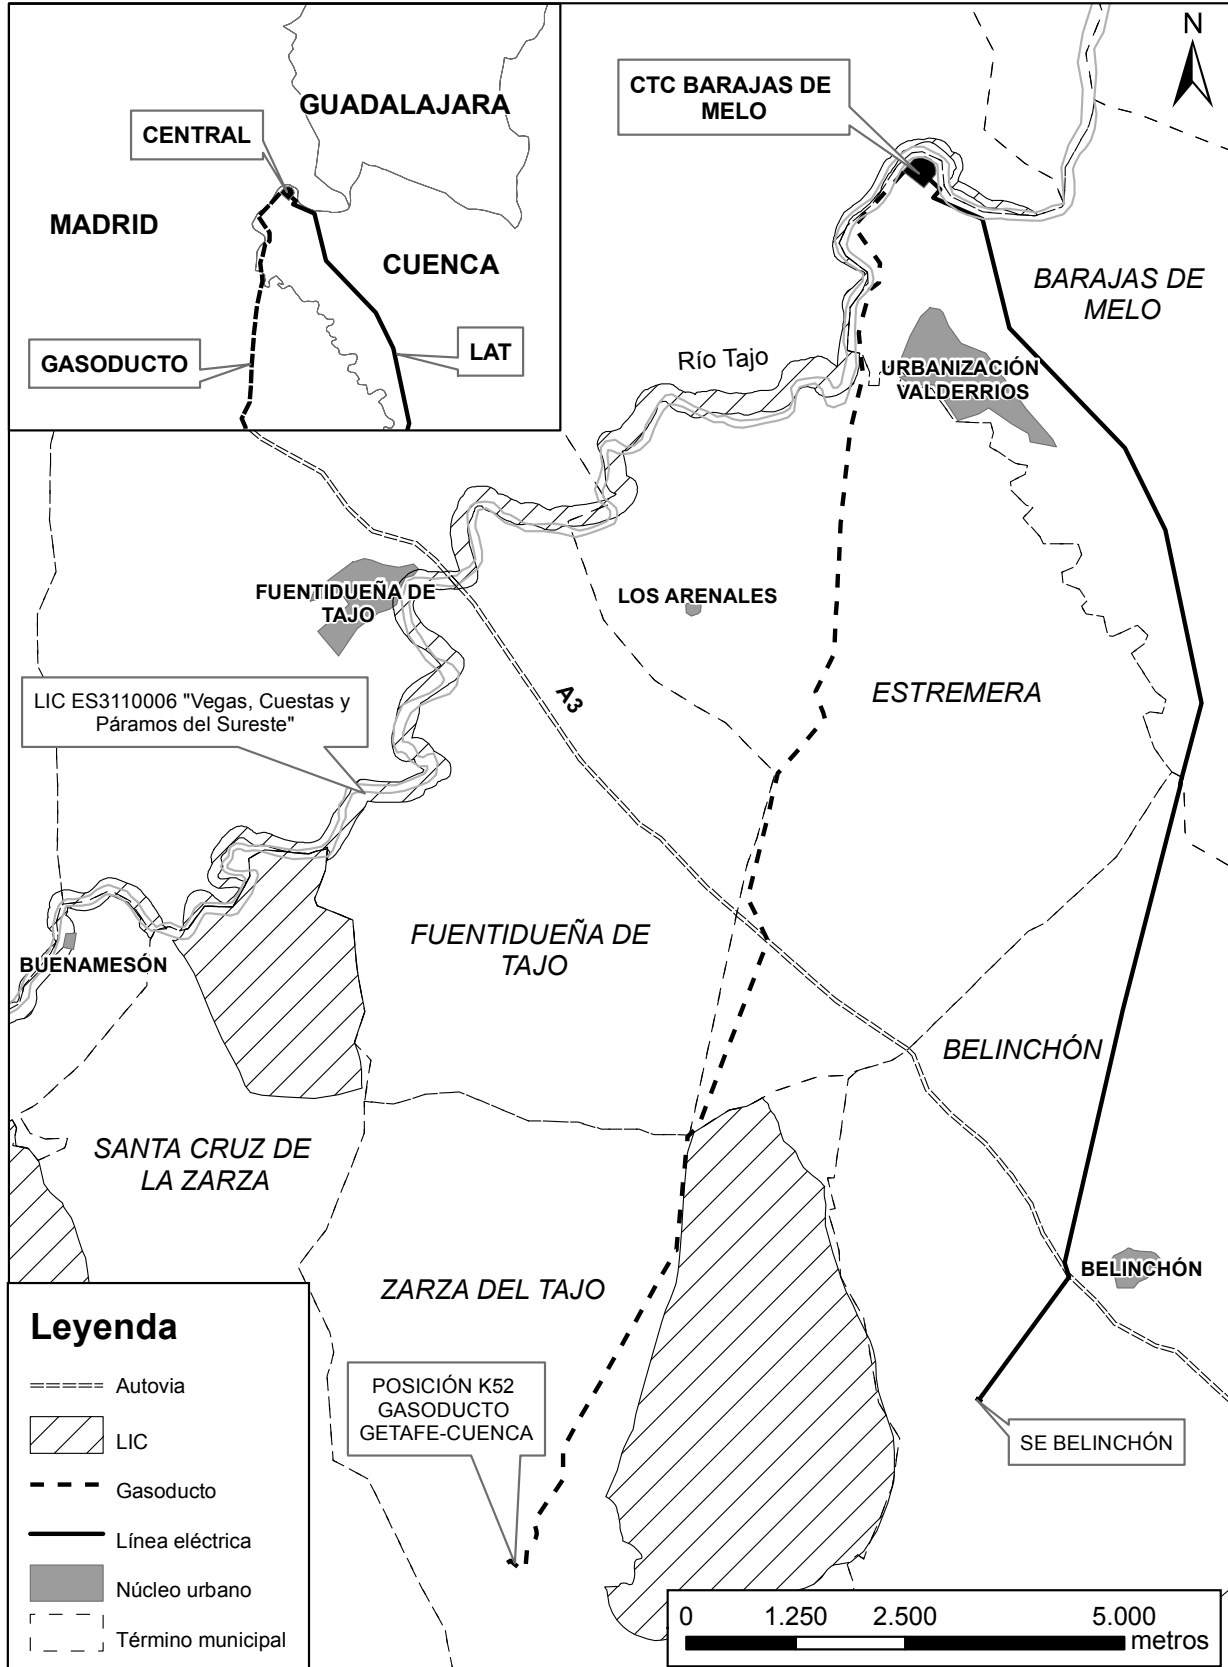 GUADALAJARA
CENTRAL
MADRID
CUENCA
GASODUCTO
LAT
N
CTC BARAJAS DE
MELO
BARAJAS DE
MELO
Río Tajo
URBANIZACIÓN
VALDERRIOS
FUENTIDUEÑA DE
TAJO
LOS ARENALES
LIC ES3110006 "Vegas, Cuestas y
Páramos del Sureste"
A3
ESTREMERA
FUENTIDUEÑA DE
TAJO
BUENAMESÓN
BELINCHÓN
SANTA CRUZ DE
LA ZARZA
ZARZA DEL TAJO
BELINCHÓN
POSICIÓN K52
GASODUCTO
GETAFE-CUENCA
SE BELINCHÓN
Leyenda
Autovia
LIC
Gasoducto
Línea eléctrica
Núcleo urbano
Término municipal
0 1.250 2.500 5.000
metros